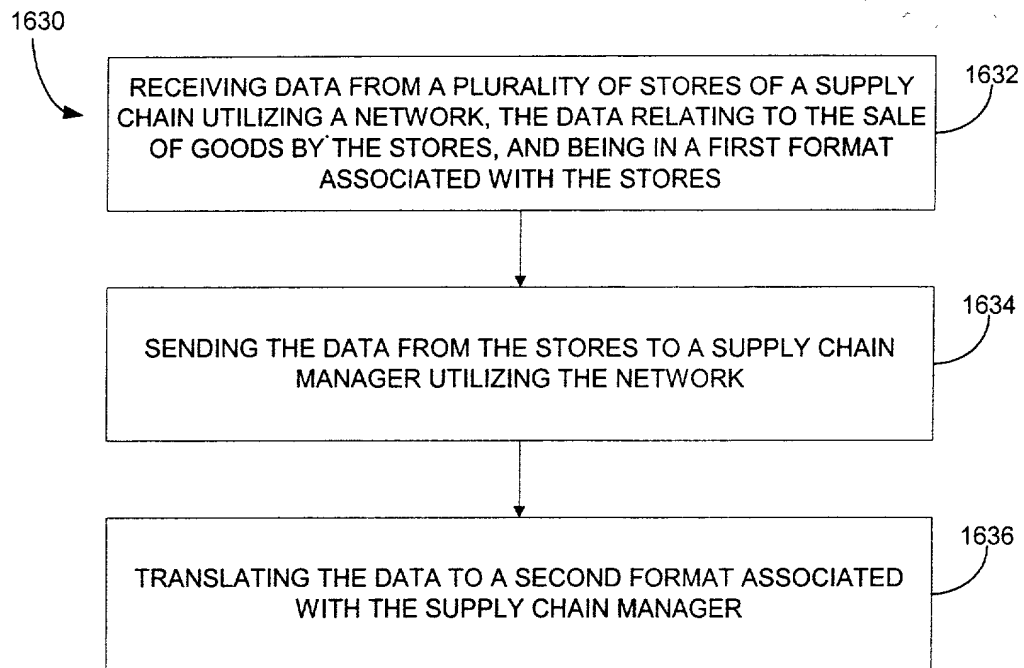 1630
RECEIVING DATA FROM A PLURALITY OF STORES OF A SUPPLY
CHAIN UTILIZING A NETWORK, THE DATA RELATING TO THE SALE
OF GOODS BY THE STORES, AND BEING IN A FIRST FORMAT
ASSOCIATED WITH THE STORES
1632
SENDING THE DATA FROM THE STORES TO A SUPPLY CHAIN
MANAGER UTILIZING THE NETWORK
1634
TRANSLATING THE DATA TO A SECOND FORMAT ASSOCIATED
WITH THE SUPPLY CHAIN MANAGER
1636